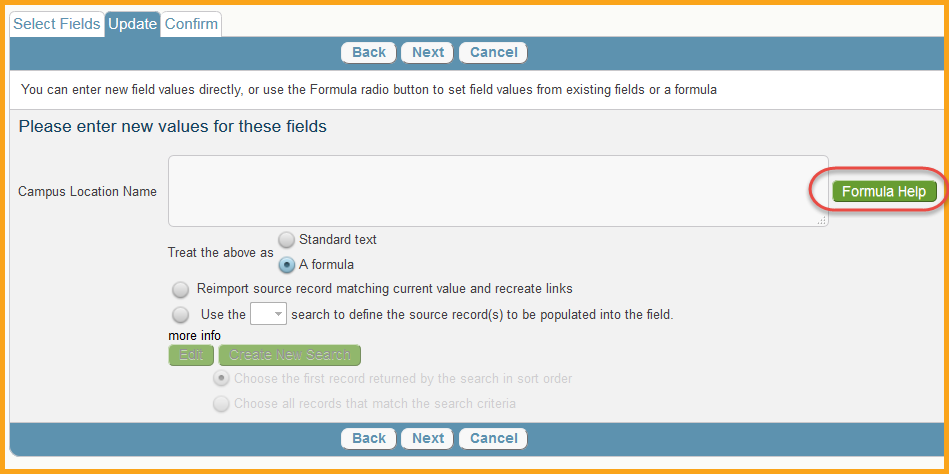 Select Fields Update Confirm
Back Next Cancel
You can enter new field values directly, or use the Formula radio button to set field values from existing fields or a formula
Please enter new values for these fields
Campus Location Name
Formula Help
Treat the above as
Standard text
A formula
Reimport source record matching current value and recreate links
Use the search to define the source record(s) to be populated into the field.
more info
Edit Create New Search
Choose the first record returned by the search in sort order
Choose all records that match the search criteria
Back Next Cancel